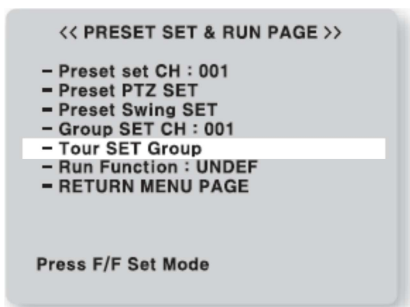 << PRESET SET & RUN PAGE >>
- Preset set CH : 001
- Preset PTZ SET
- Preset Swing SET
- Group SET CH : 001
- Tour SET Group
- Run Function : UNDEF
- RETURN MENU PAGE
Press F/F Set Mode